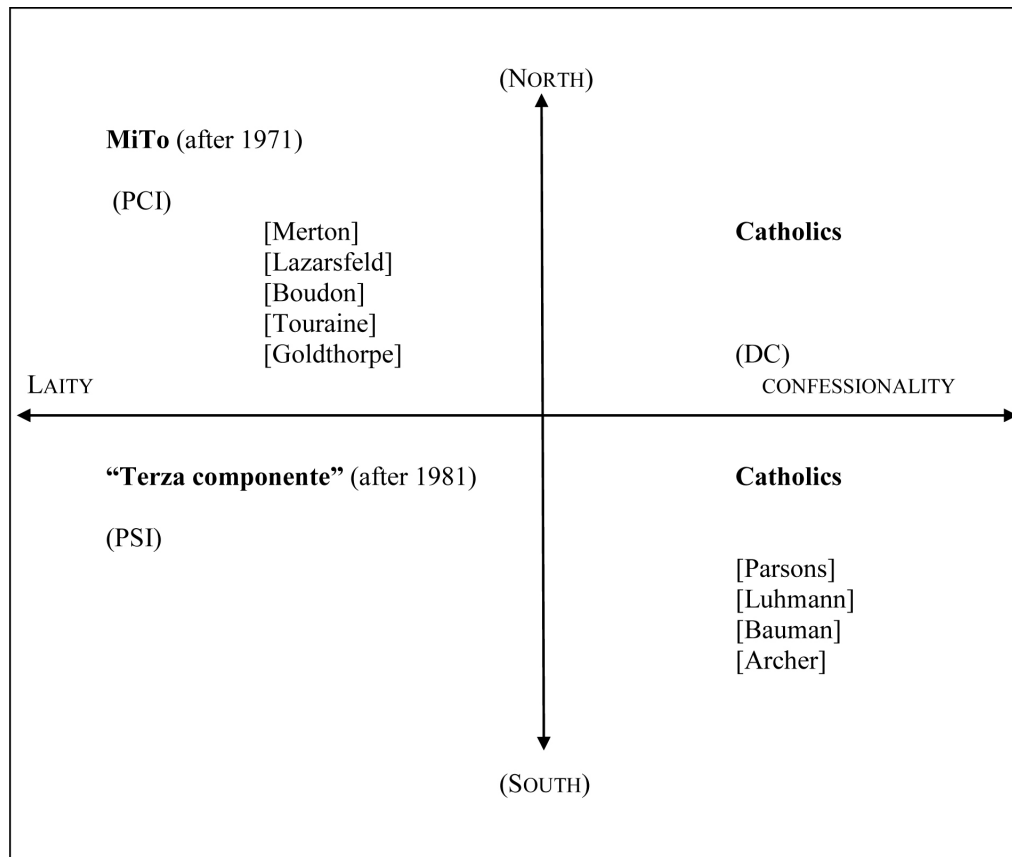 (NORTH)
MiTo (after 1971)
(PCI)
[Merton]
[Lazarsfeld]
[Boudon]
[Touraine]
[Goldthorpe]
Catholics
(DC)
LAITY
CONFESSIONALITY
“Terza componente” (after 1981)
(PSI)
Catholics
[Parsons]
[Luhmann]
[Bauman]
[Archer]
(SOUTH)